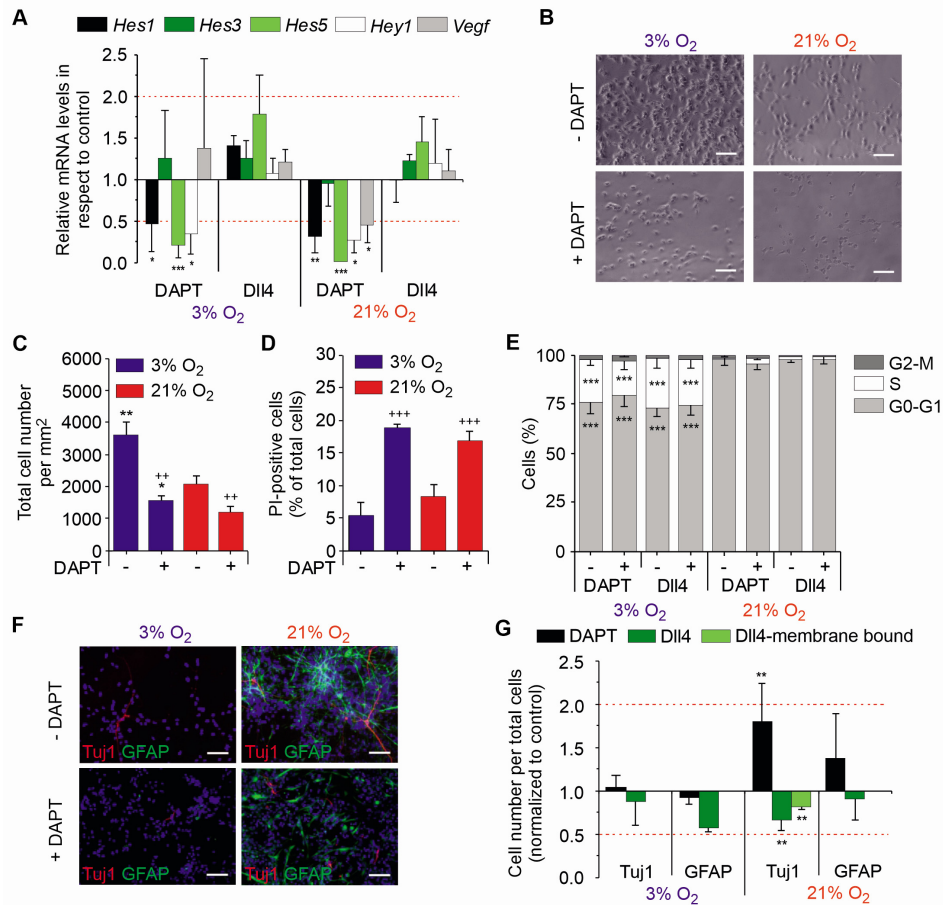 A
Hes1 Hes3 Hes5 Hey1 Vegf
Relative mRNA levels in
respect to control
2.5
2.0
1.5
1.0
0.5
0.0
* *** * ** *** * *
DAPT Dll4 DAPT Dll4
3% O2 21% O2
B
3% O2 21% O2
- DAPT
+ DAPT
C
3% O2
21% O2
Total cell number
per mm2
6000
5000
4000
3000
2000
1000
0
**
++
*
++
DAPT - + - +
D
3% O2
21% O2
PI-positive cells
(% of total cells)
30
25
20
15
10
5
0
+++ +++
DAPT - + - +
E
G2-M
S
G0-G1
Cells (%)
100
75
50
25
0
*** *** *** ***
*** *** *** ***
- + - + - + - +
DAPT Dll4 DAPT Dll4
3% O2 21% O2
F
3% O2 21% O2
- DAPT
Tuj1 GFAP Tuj1 GFAP
+ DAPT
Tuj1 GFAP Tuj1 GFAP
G
DAPT Dll4 Dll4-membrane bound
Cell number per total cells
(normalized to control)
2.5
2.0
1.5
1.0
0.5
0.0
**
** **
Tuj1 GFAP Tuj1 GFAP
3% O2 21% O2